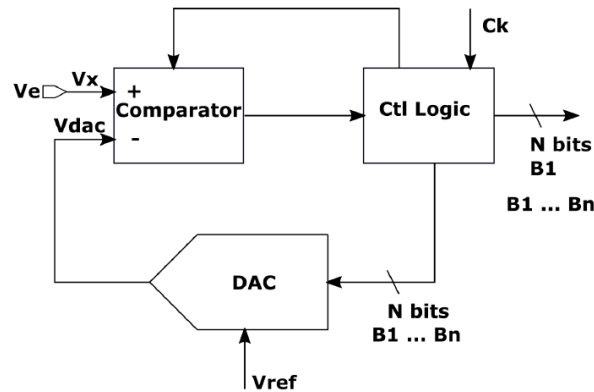 Ck
Ve
Vx
+
Comparator
Vdac
-
Ctl Logic
N bits
B1
B1 ... Bn
DAC
N bits
B1 ... Bn
Vref